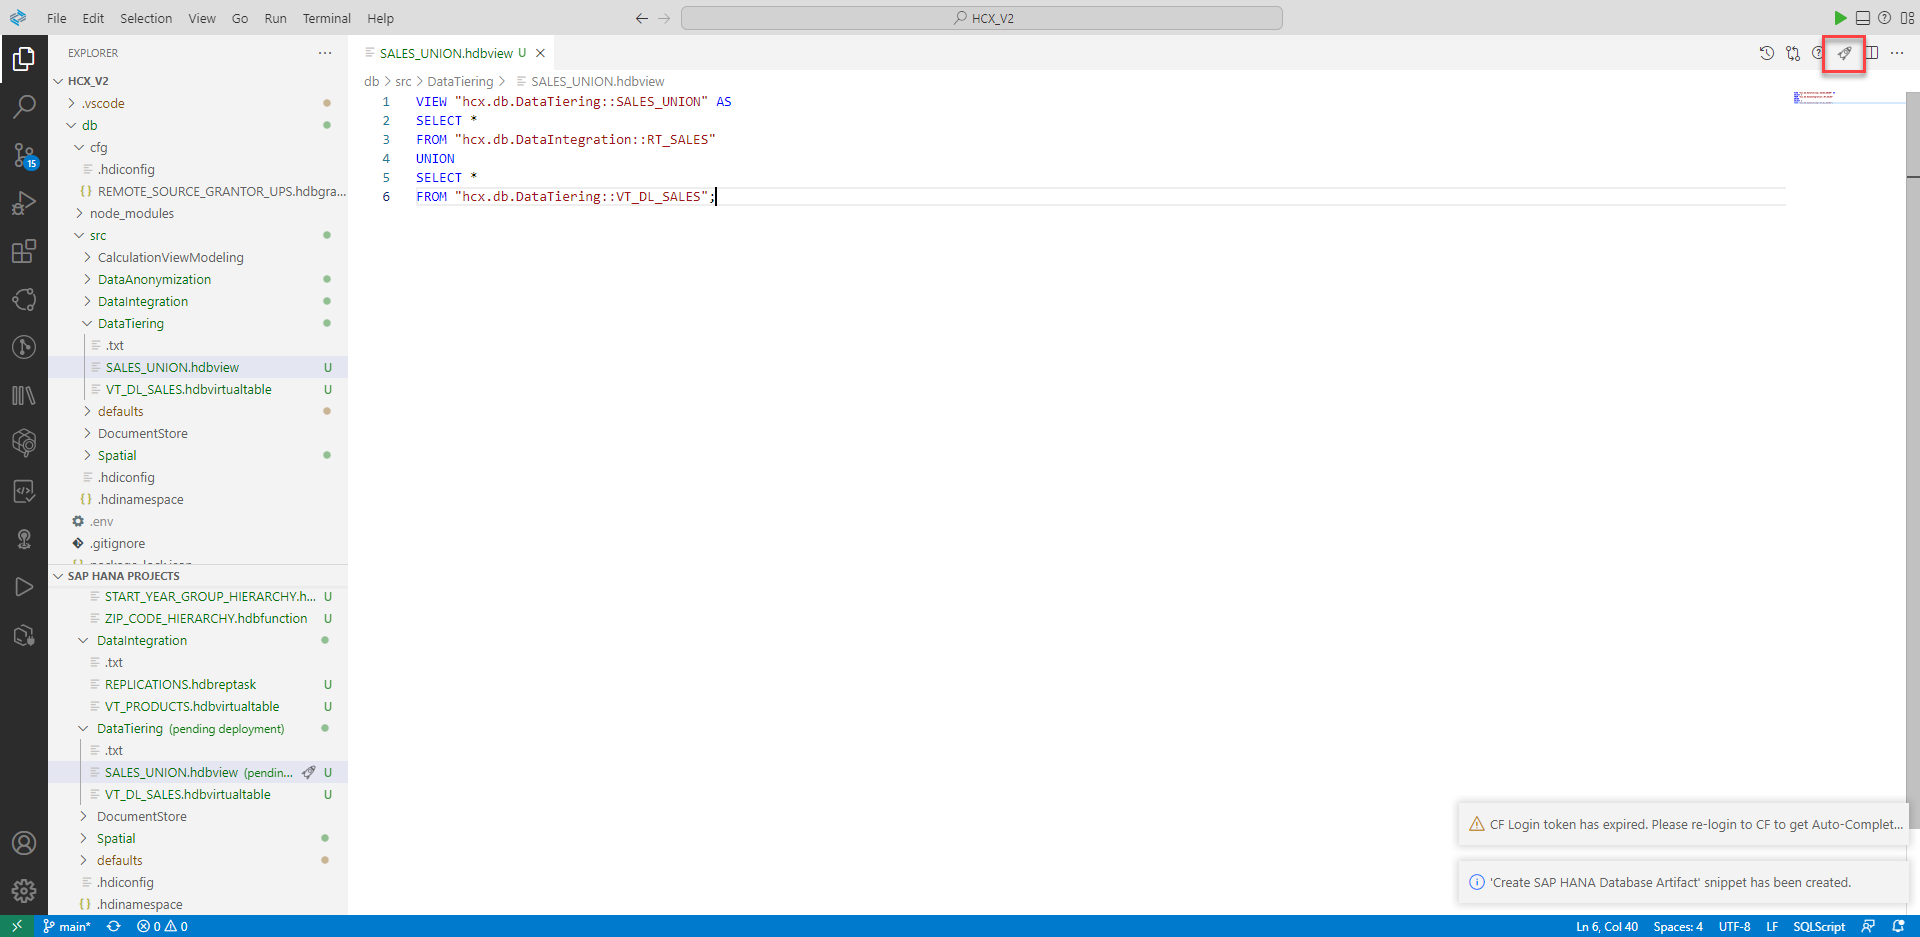 File Edit Selection View Go Run Terminal Help
HCX_V2
EXPLORER
HCX_V2
.vscode
db
cfg
.hdiconfig
REMOTE_SOURCE_GRANTOR_UPS.hdbgra...
node_modules
src
CalculationViewModeling
DataAnonymization
DataIntegration
DataTiering
.txt
SALES_UNION.hdbview U
VT_DL_SALES.hdbvirtualtable U
defaults
DocumentStore
Spatial
.hdiconfig
.hdinamespace
.env
.gitignore
15
SAP HANA PROJECTS
START_YEAR_GROUP_HIERARCHY.h... U
ZIP_CODE_HIERARCHY.hdbfunction U
DataIntegration
.txt
REPLICATIONS.hdbreptask U
VT_PRODUCTS.hdbvirtualtable U
DataTiering (pending deployment)
.txt
SALES_UNION.hdbview (pendin... U
VT_DL_SALES.hdbvirtualtable U
DocumentStore
Spatial
defaults
.hdiconfig
.hdinamespace
SALES_UNION.hdbview U
db > src > DataTiering > SALES_UNION.hdbview
1 VIEW "hcx.db.DataTiering::SALES_UNION" AS
2 SELECT *
3 FROM "hcx.db.DataIntegration::RT_SALES"
4 UNION
5 SELECT *
6 FROM "hcx.db.DataTiering::VT_DL_SALES";
CF Login token has expired. Please re-login to CF to get Auto-Complet...
'Create SAP HANA Database Artifact' snippet has been created.
main* 0 0 Ln 6, Col 40 Spaces: 4 UTF-8 LF SQLScript